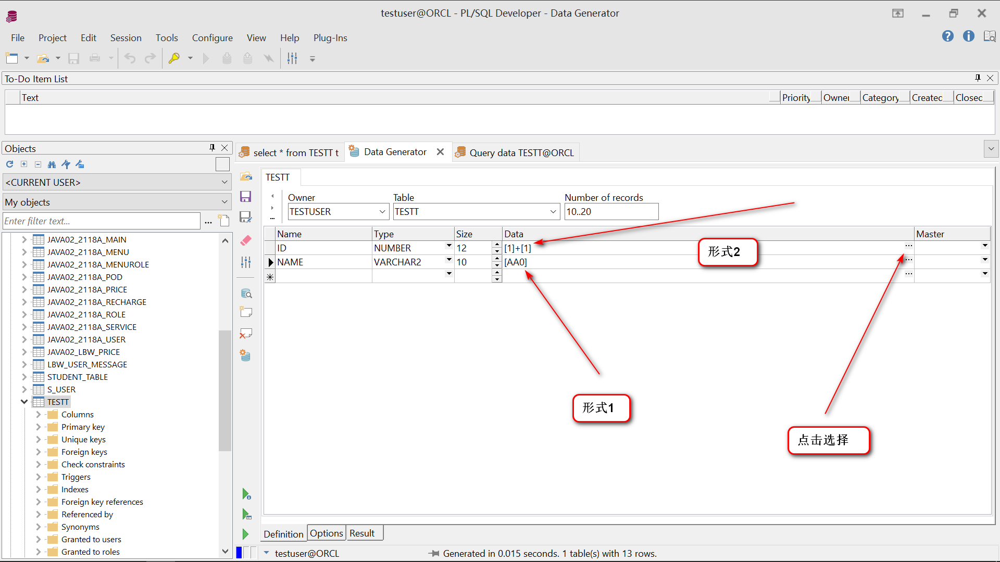 testuser@ORCL - PL/SQL Developer - Data Generator
File Project Edit Session Tools Configure View Help Plug-Ins
To-Do Item List
Text Priority Owner Category Created Closed
Objects
<CURRENT USER>
My objects
Enter filter text...
JAVA02_2118A_MAIN
JAVA02_2118A_MENU
JAVA02_2118A_MENUROLE
JAVA02_2118A_POD
JAVA02_2118A_PRICE
JAVA02_2118A_RECHARGE
JAVA02_2118A_ROLE
JAVA02_2118A_SERVICE
JAVA02_2118A_USER
JAVA02_LBW_PRICE
LBW_USER_MESSAGE
STUDENT_TABLE
S_USER
TESTT
Columns
Primary key
Unique keys
Foreign keys
Check constraints
Triggers
Indexes
Foreign key references
Referenced by
Synonyms
Granted to users
Granted to roles
select * from TESTT t Data Generator Query data TESTT@ORCL
TESTT
Owner Table Number of records
TESTUSER TESTT 10..20
Name Type Size Data Master
ID NUMBER 12 [1]+[1]
NAME VARCHAR2 10 [AA0]
形式2
形式1
点击选择
Definition Options Result
testuser@ORCL Generated in 0.015 seconds. 1 table(s) with 13 rows.